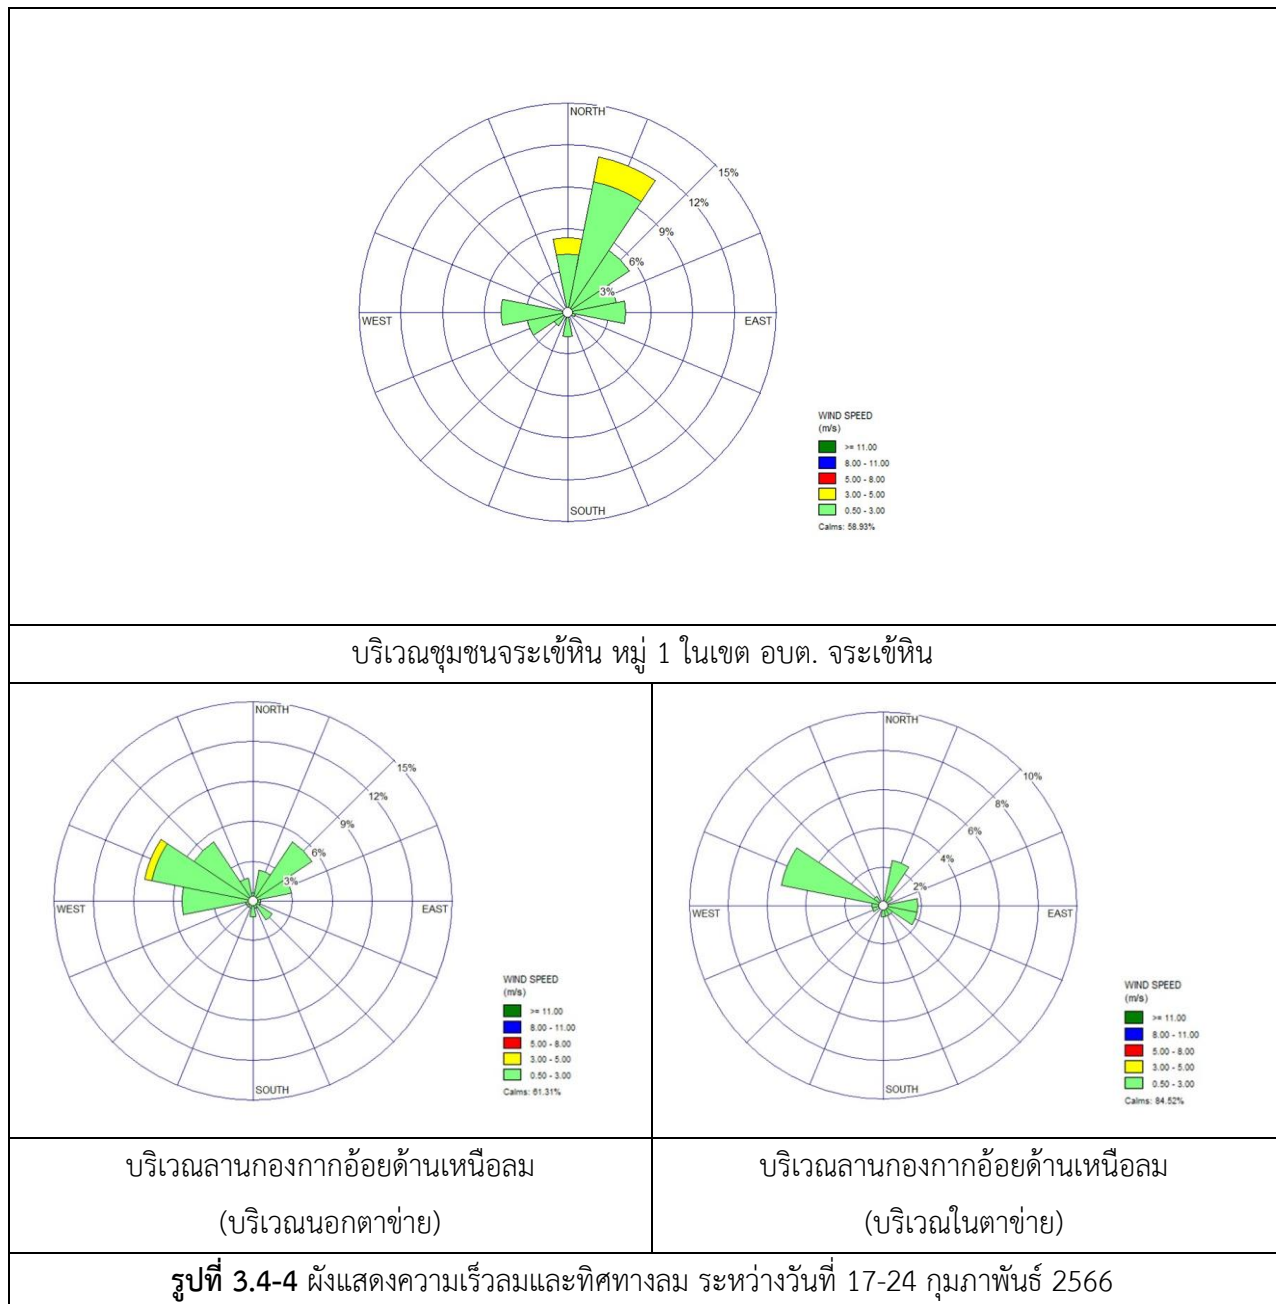 NORTH
15%
12%
9%
6%
3%
WEST
EAST
SOUTH
WIND SPEED
(m/s)
>= 11.00
8.00 - 11.00
5.00 - 8.00
3.00 - 5.00
0.50 - 3.00
Calms: 58.93%
บริเวณชุมชนจระเข้หิน หมู่ 1 ในเขต อบต. จระเข้หิน
NORTH
15%
12%
9%
6%
3%
WEST
EAST
SOUTH
WIND SPEED
(m/s)
>= 11.00
8.00 - 11.00
5.00 - 8.00
3.00 - 5.00
0.50 - 3.00
Calms: 61.31%
NORTH
10%
8%
6%
4%
2%
WEST
EAST
SOUTH
WIND SPEED
(m/s)
>= 11.00
8.00 - 11.00
5.00 - 8.00
3.00 - 5.00
0.50 - 3.00
Calms: 84.52%
บริเวณลานกองกากอ้อยด้านเหนือลม
(บริเวณนอกตาข่าย)
บริเวณลานกองกากอ้อยด้านเหนือลม
(บริเวณในตาข่าย)
รูปที่ 3.4-4 ผังแสดงความเร็วลมและทิศทางลม ระหว่างวันที่ 17-24 กุมภาพันธ์ 2566